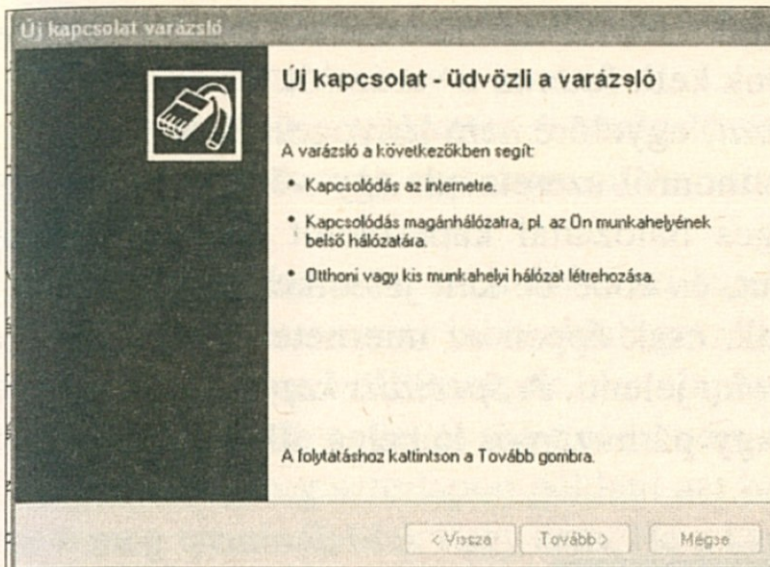 Új kapcsolat varázsló
Új kapcsolat - üdvözli a varázsló
A varázsló a következőkben segít:
• Kapcsolódás az internetre.
• Kapcsolódás magánhálózatra, pl. az Ön munkahelyének
belső hálózatára.
• Otthoni vagy kis munkahelyi hálózat létrehozása.
A folytatáshoz kattintson a Tovább gombra.
< Vissza
Tovább >
Mégse